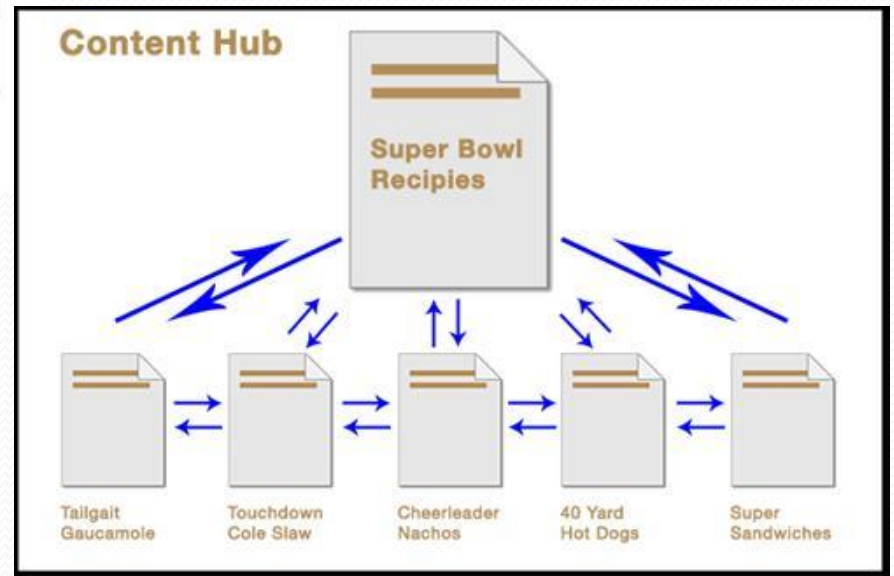 Content Hub
Super Bowl
Recipies
Tailgait
Gaucamole
Touchdown
Cole Slaw
Cheerleader
Nachos
40 Yard
Hot Dogs
Super
Sandwiches